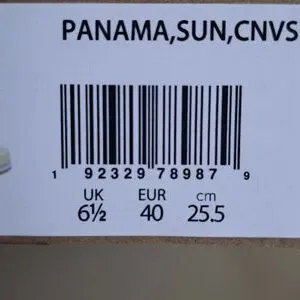 PANAMA,SUN,CNVS
1 92329 78987 9
UK EUR cm
6½ 40 25.5